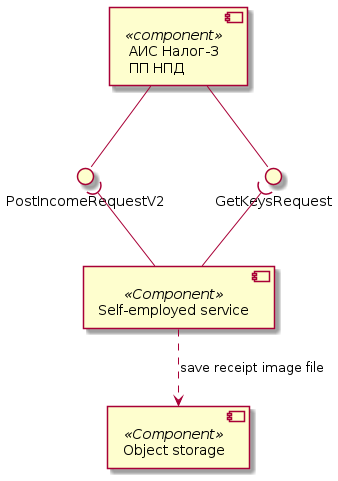 «component»
АИС Налог-3
ПП НПД
PostIncomeRequestV2
GetKeysRequest
«Component»
Self-employed service
save receipt image file
«Component»
Object storage